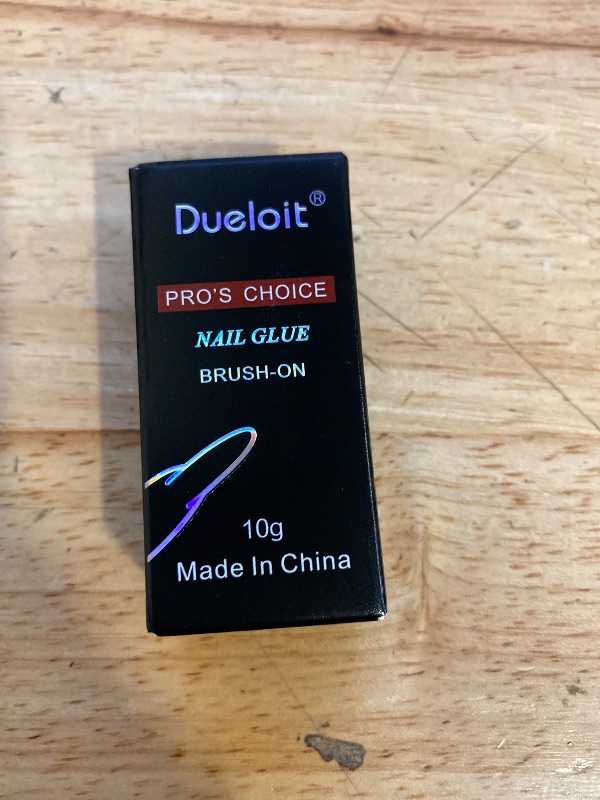 Dueloit®
PRO'S CHOICE
NAIL GLUE
BRUSH-ON
10g
Made In China